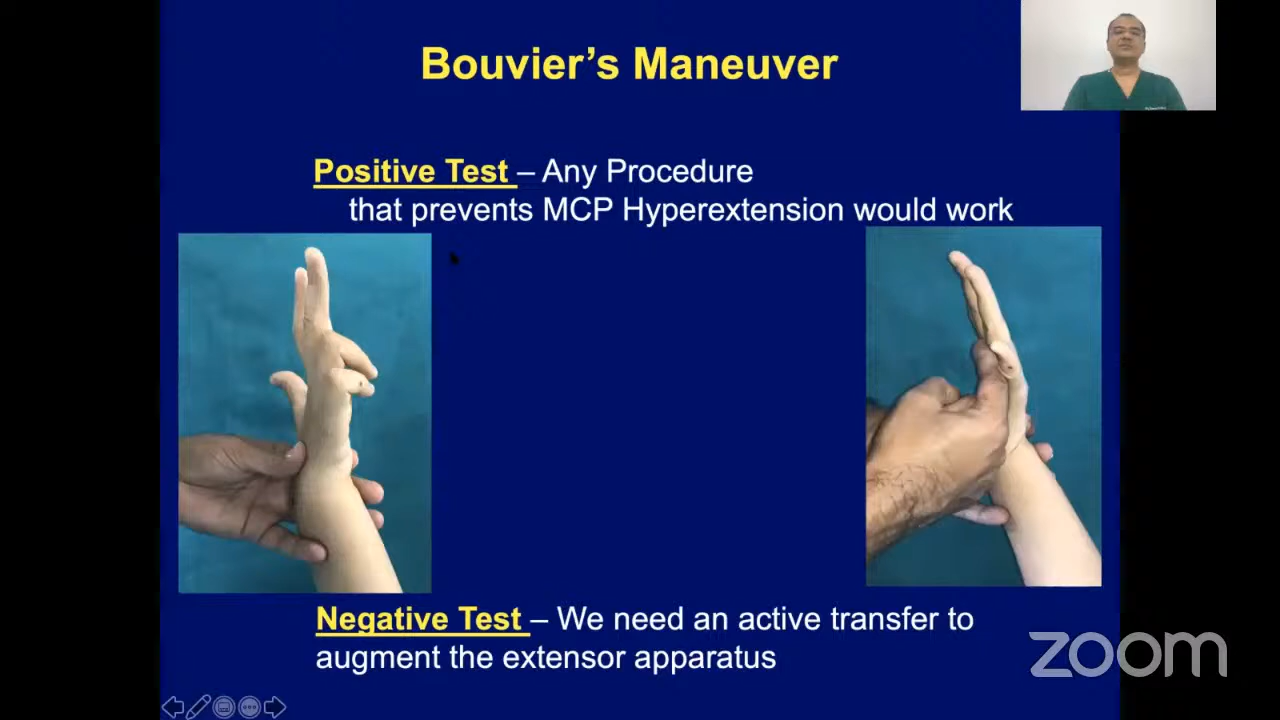 Bouvier's Maneuver
Positive Test – Any Procedure
that prevents MCP Hyperextension would work
Negative Test – We need an active transfer to
augment the extensor apparatus
zoom